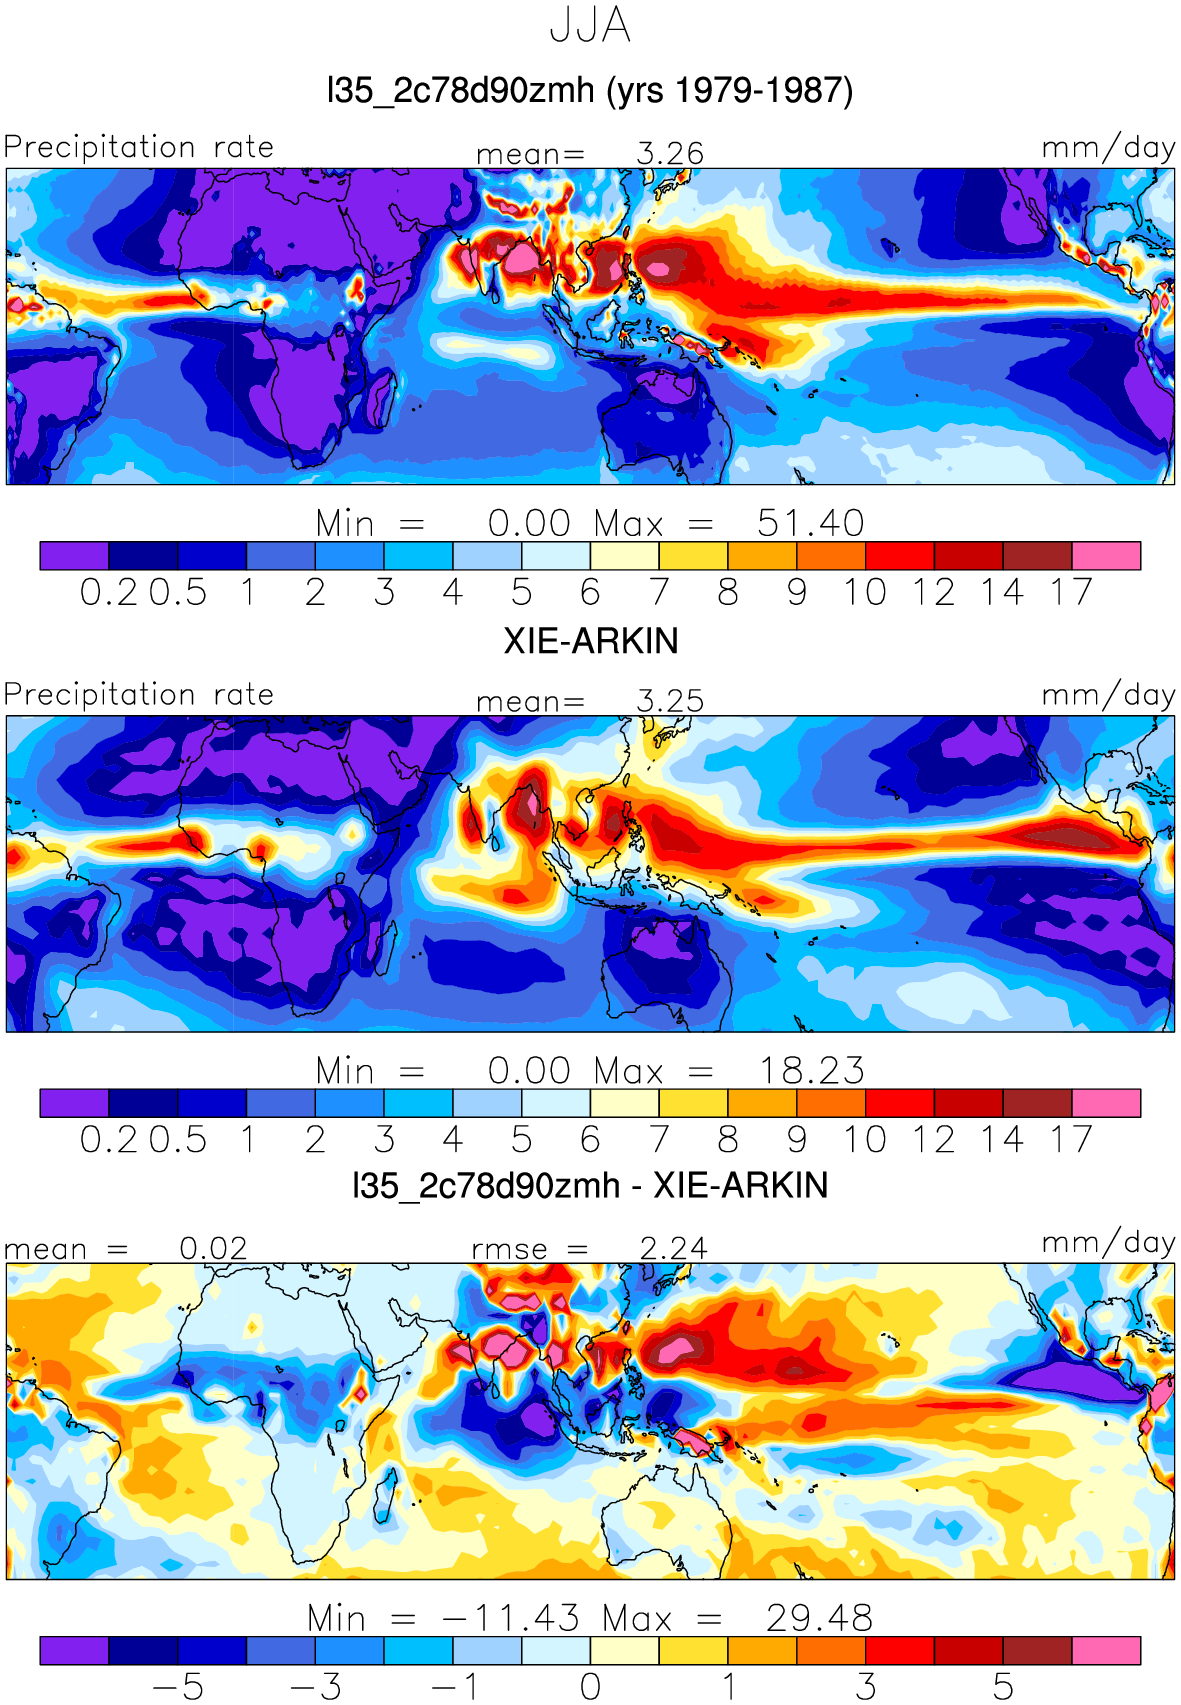 JJA
l35_2c78d90zmh (yrs 1979-1987)
Precipitation rate mean= 3.26 mm/day
Min = 0.00 Max = 51.40
0.2 0.5 1 2 3 4 5 6 7 8 9 10 12 14 17
XIE-ARKIN
Precipitation rate mean= 3.25 mm/day
Min = 0.00 Max = 18.23
0.2 0.5 1 2 3 4 5 6 7 8 9 10 12 14 17
l35_2c78d90zmh - XIE-ARKIN
mean = 0.02 rmse = 2.24 mm/day
Min = -11.43 Max = 29.48
-5 -3 -1 0 1 3 5